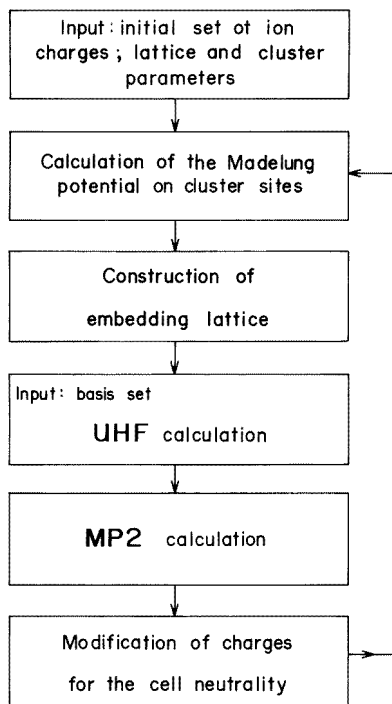 Input: initial set of ion
charges; lattice and cluster
parameters
Calculation of the Madelung
potential on cluster sites
Construction of
embedding lattice
Input: basis set
UHF calculation
MP2 calculation
Modification of charges
for the cell neutrality